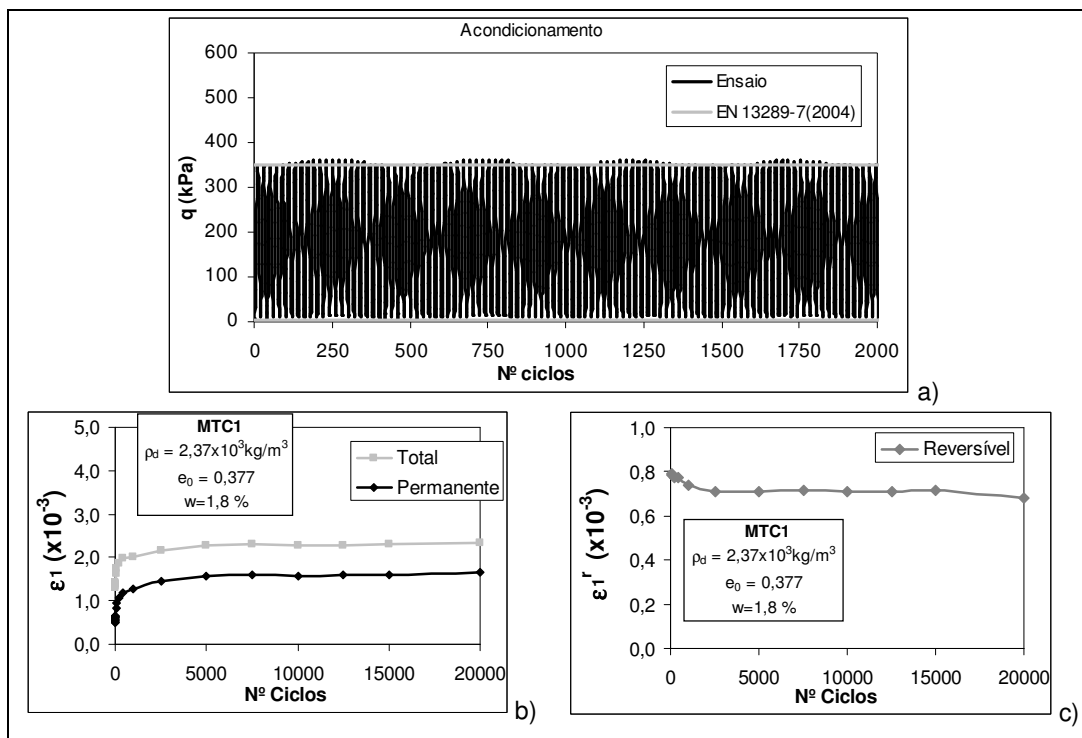 Acondicionamento
600
500
400
300
200
100
0
q (kPa)
Ensaio
EN 13289-7(2004)
0 250 500 750 1000 1250 1500 1750 2000
Nº ciclos
a)
5,0
4,0
3,0
2,0
1,0
0,0
ε1 (x10⁻³)
MTC1
ρd = 2,37x10³kg/m³
e0 = 0,377
w=1,8 %
Total
Permanente
0 5000 10000 15000 20000
Nº Ciclos
b)
1,0
0,8
0,6
0,4
0,2
0,0
ε1ʳ (x10⁻³)
Reversível
MTC1
ρd = 2,37x10³kg/m³
e0 = 0,377
w=1,8 %
0 5000 10000 15000 20000
Nº Ciclos
c)